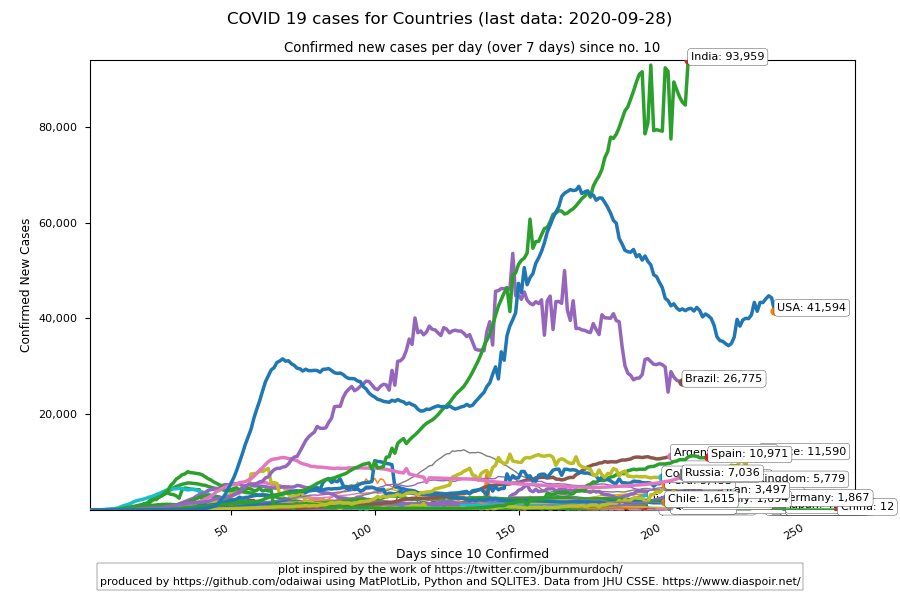 COVID 19 cases for Countries (last data: 2020-09-28)
Confirmed new cases per day (over 7 days) since no. 10
India: 93,959
80,000
60,000
Confirmed New Cases
40,000
20,000
USA: 41,594
Brazil: 26,775
Spain: 10,971
11,590
Russia: 7,036
5,779
3,497
Chile: 1,615
1,867
China: 12
50
100
150
200
250
Days since 10 Confirmed
plot inspired by the work of https://twitter.com/jburnmurdoch/
produced by https://github.com/odaiwai using MatPlotLib, Python and SQLITE3. Data from JHU CSSE. https://www.diaspoir.net/